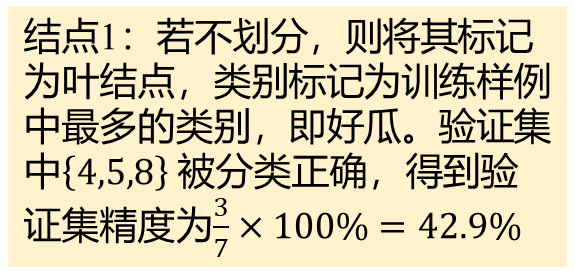 结点1：若不划分，则将其标记
为叶结点，类别标记为训练样例
中最多的类别，即好瓜。验证集
中{4,5,8}被分类正确，得到验
证集精度为3/7 × 100% = 42.9%